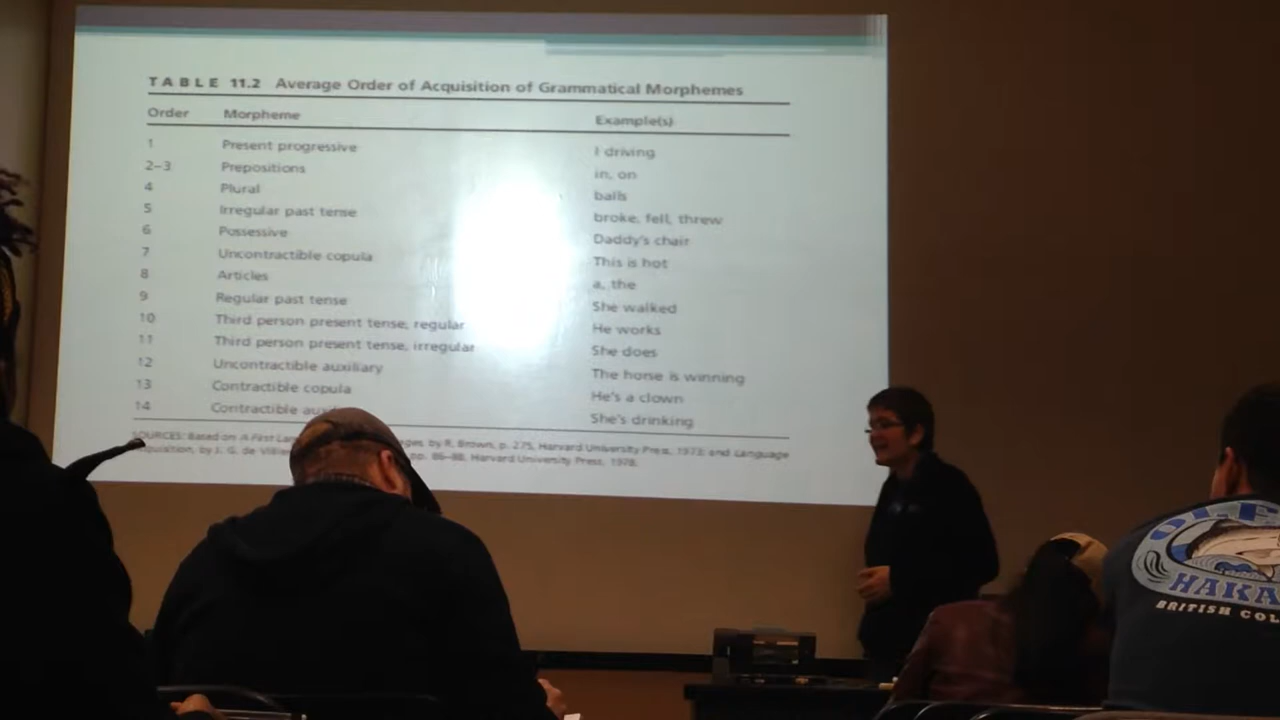 TABLE 11.2 Average Order of Acquisition of Grammatical Morphemes
Order Morpheme Example(s)
1 Present progressive I driving
2–3 Prepositions in, on
4 Plural balls
5 Irregular past tense broke, fell, threw
6 Possessive Daddy's chair
7 Uncontractible copula This is hot
8 Articles a, the
9 Regular past tense She walked
10 Third person present tense, regular He works
11 Third person present tense, irregular She does
12 Uncontractible auxiliary The horse is winning
13 Contractible copula He's a clown
14 Contractible She's drinking
SOURCES: Based on A First by R. Brown, p. 275, Harvard University Press, 1973; and Language
by J. G. de pp. 86–88, Harvard University Press, 1978.
HAKA
BRITISH COL